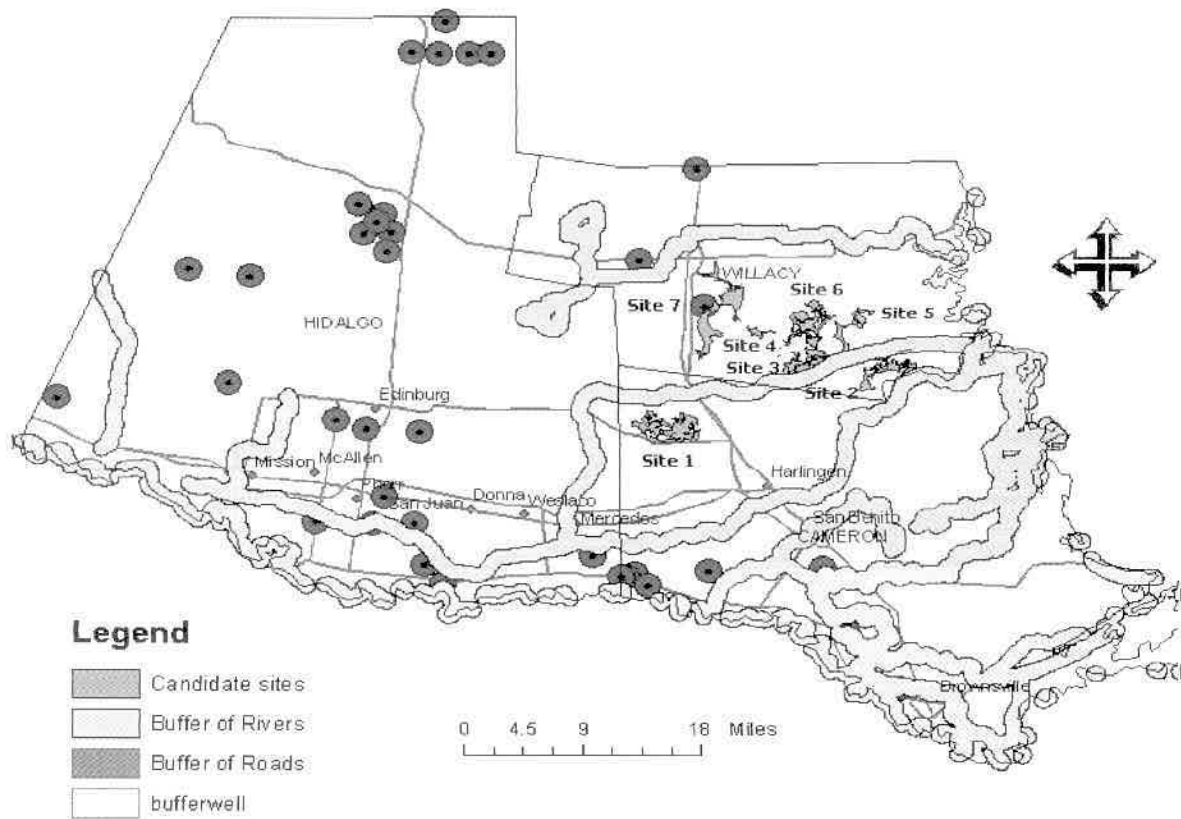 WILLACY
Site 6
Site 7
Site 5
HIDALGO
Site 4
Site 3
Site 2
Edinburg
Site 1
McAllen
Mission
Harlingen
Donna
San Juan
Weslaco
Mercedes
San Benito
CAMERON
Brownsville
Legend
Candidate sites
Buffer of Rivers
Buffer of Roads
bufferwell
0 4.5 9 18 Miles